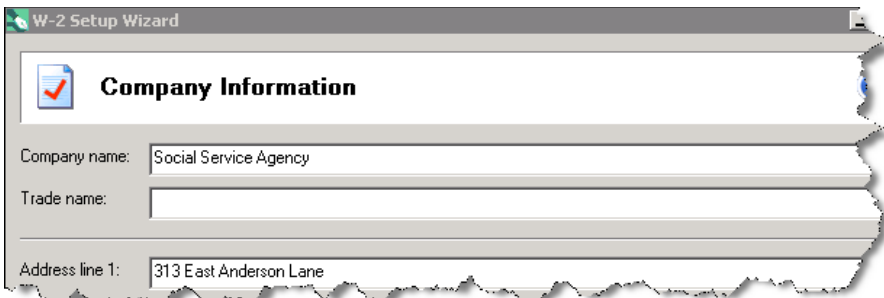 W-2 Setup Wizard
Company Information
Company name: Social Service Agency
Trade name:
Address line 1: 313 East Anderson Lane